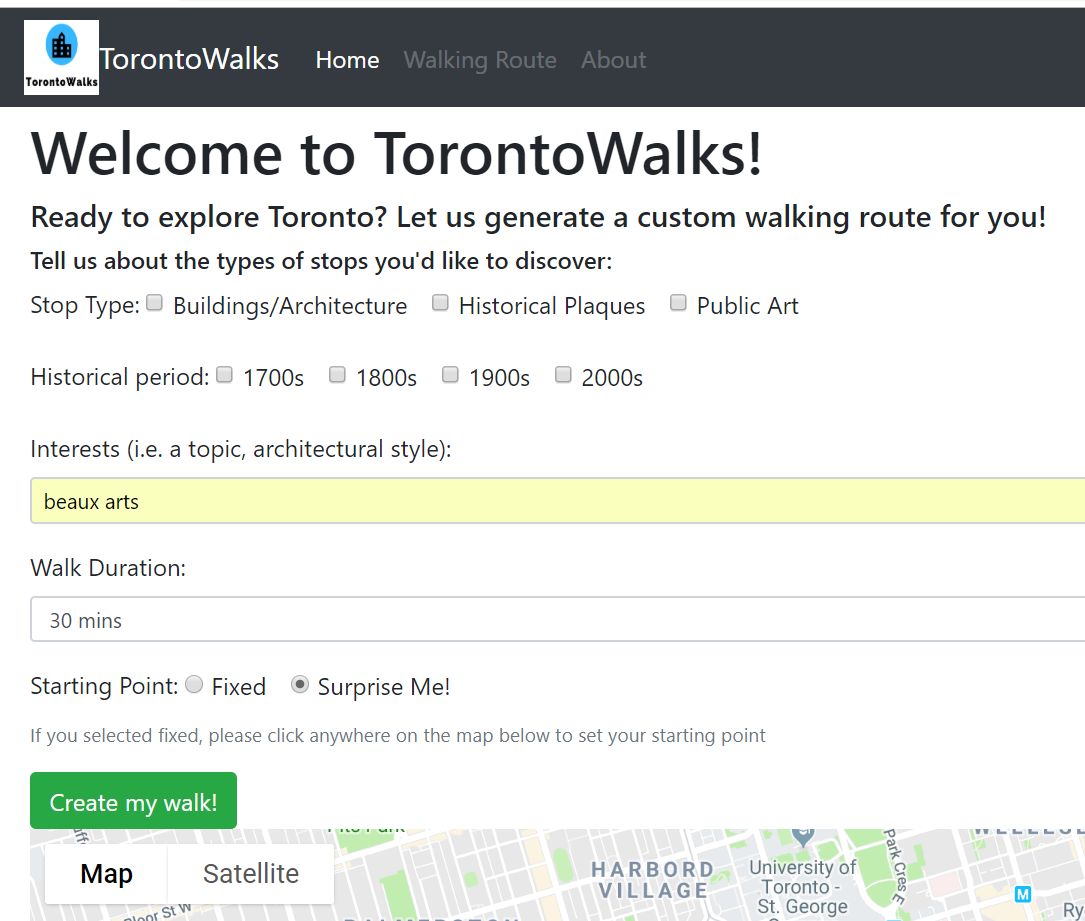 TorontoWalks
TorontoWalks Home Walking Route About
Welcome to TorontoWalks!
Ready to explore Toronto? Let us generate a custom walking route for you!
Tell us about the types of stops you'd like to discover:
Stop Type: Buildings/Architecture Historical Plaques Public Art
Historical period: 1700s 1800s 1900s 2000s
Interests (i.e. a topic, architectural style):
beaux arts
Walk Duration:
30 mins
Starting Point: Fixed Surprise Me!
If you selected fixed, please click anywhere on the map below to set your starting point
Create my walk!
Map Satellite
HARBORD
VILLAGE
University of
Toronto -
St. George
Park Cres E
M
Bloor St W